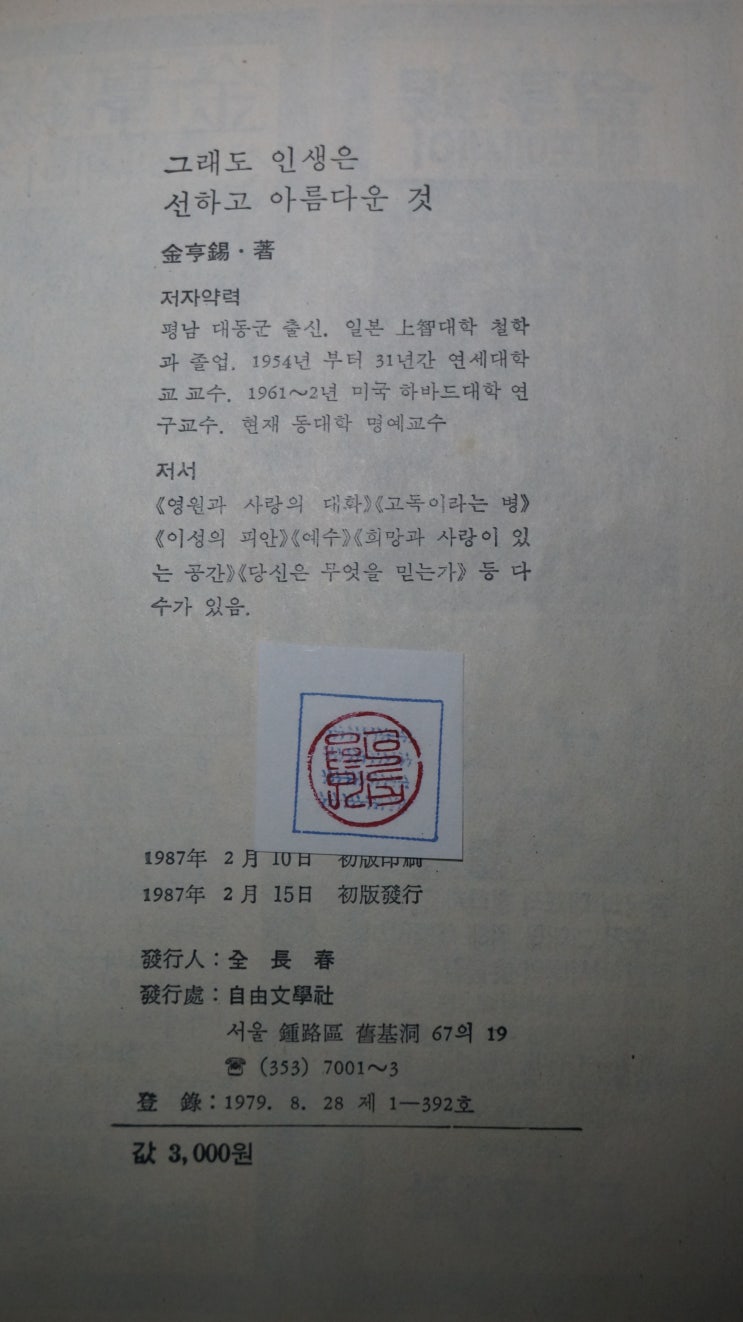 그래도 인생은
선하고 아름다운 것
金亨錫·著
저자약력
평남 대동군 출신. 일본 上智대학 철학
과 졸업. 1954년 부터 31년간 연세대학
교 교수. 1961～2년 미국 하바드대학 연
구교수. 현재 동대학 명예교수
저서
《영원과 사랑의 대화》《고독이라는 병》
《이성의 피안》《예수》《희망과 사랑이 있
는 공간》《당신은 무엇을 믿는가》 등 다
수가 있음.
1987年 2月 10日 初版印刷
1987年 2月 15日 初版發行
發行人：全 長 春
發行處：自由文學社
서울 鍾路區 舊基洞 67의 19
☎ (353) 7001～3
登 錄：1979. 8. 28 제 1—392호
값 3,000원